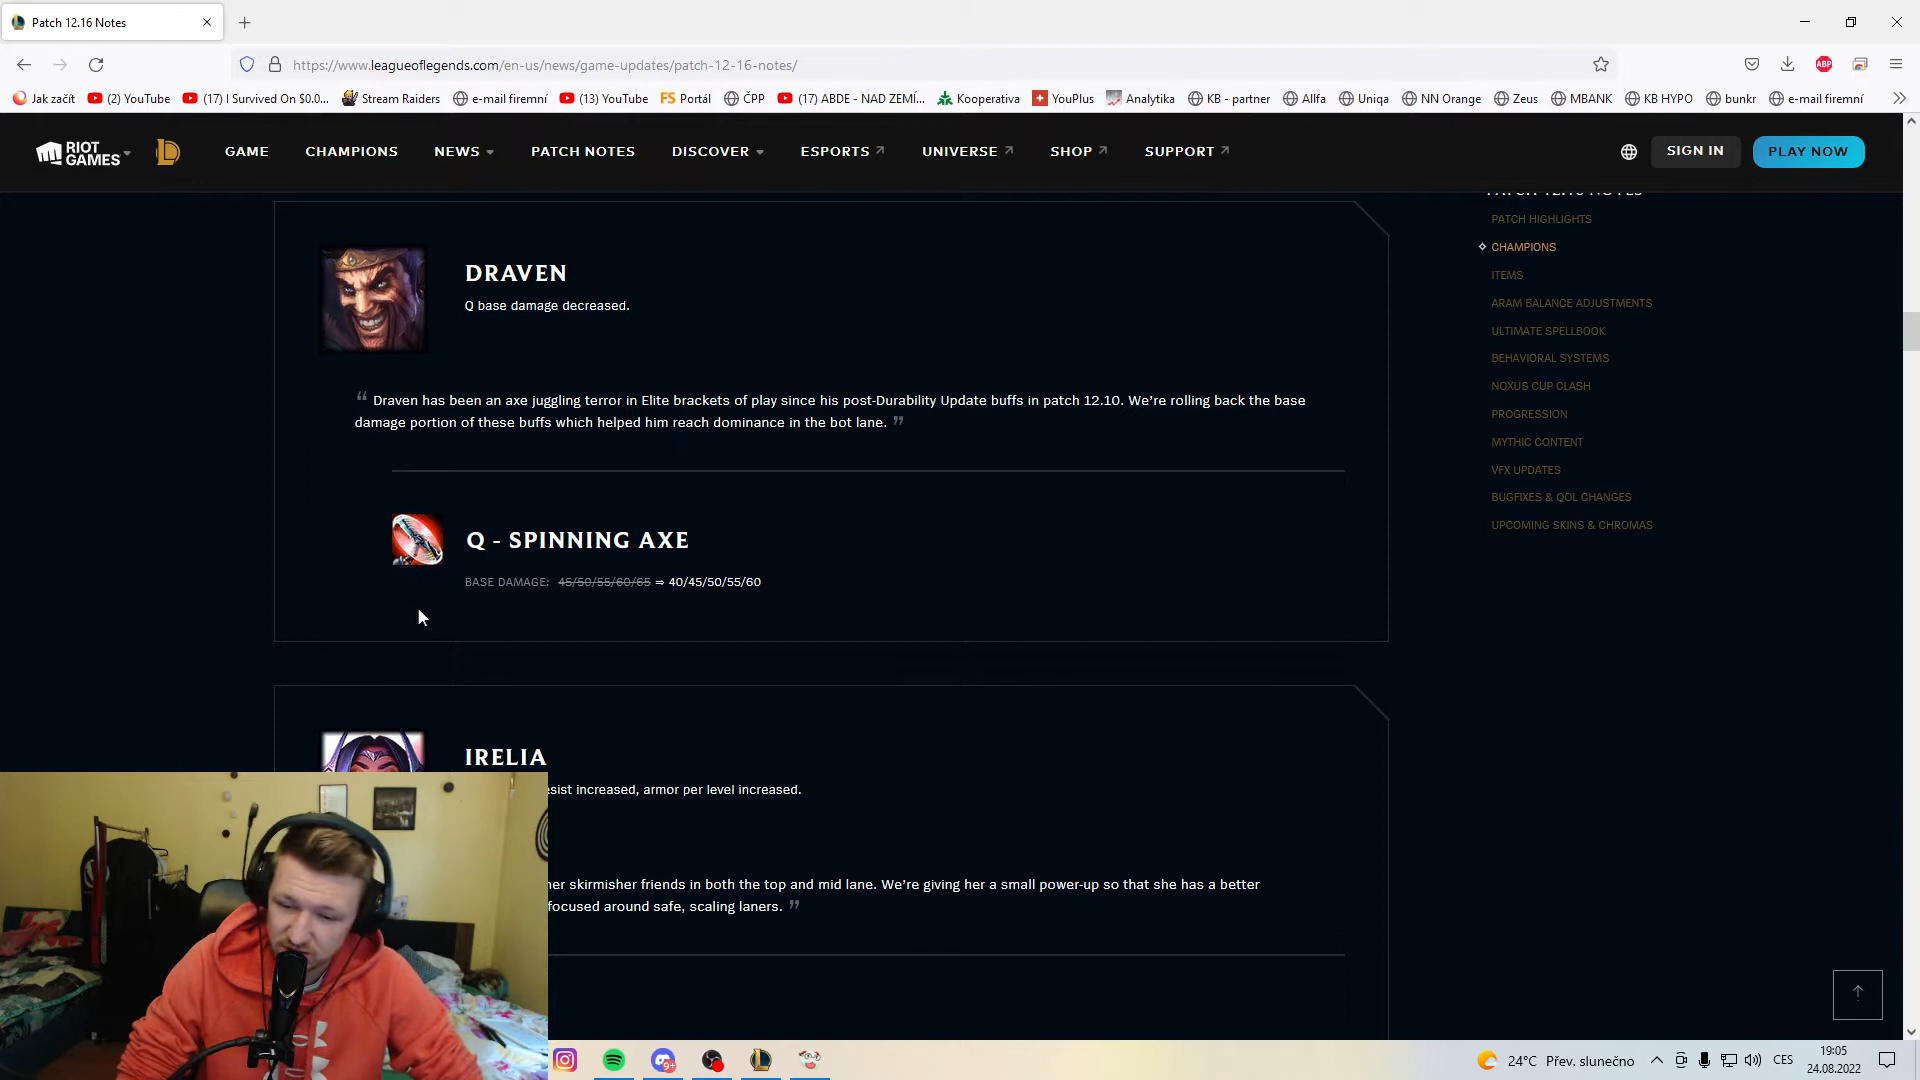 Patch 12.16 Notes
https://www.leagueoflegends.com/en-us/news/game-updates/patch-12-16-notes/
ABP
Jak začít
(2) YouTube
(17) I Survived On $0.0...
Stream Raiders
e-mail firemní
(13) YouTube
FS Portál
ČPP
(17) ABDE - NAD ZEMÍ...
Kooperativa
YouPlus
Analytika
KB - partner
Allfa
Uniqa
NN Orange
Zeus
MBANK
KB HYPO
bunkr
e-mail firemní
RIOT
GAMES
GAME
CHAMPIONS
NEWS
PATCH NOTES
DISCOVER
ESPORTS
UNIVERSE
SHOP
SUPPORT
SIGN IN
PLAY NOW
PATCH 12.16 NOTES
PATCH HIGHLIGHTS
CHAMPIONS
ITEMS
ARAM BALANCE ADJUSTMENTS
ULTIMATE SPELLBOOK
BEHAVIORAL SYSTEMS
NOXUS CUP CLASH
PROGRESSION
MYTHIC CONTENT
VFX UPDATES
BUGFIXES & QOL CHANGES
UPCOMING SKINS & CHROMAS
DRAVEN
Q base damage decreased.
“ Draven has been an axe juggling terror in Elite brackets of play since his post-Durability Update buffs in patch 12.10. We’re rolling back the base
damage portion of these buffs which helped him reach dominance in the bot lane. ”
Q - SPINNING AXE
BASE DAMAGE: 45/50/55/60/65 ⇒ 40/45/50/55/60
IRELIA
esist increased, armor per level increased.
her skirmisher friends in both the top and mid lane. We’re giving her a small power-up so that she has a better
focused around safe, scaling laners. ”
9+
24°C Přev. slunečno
CES
19:05
24.08.2022